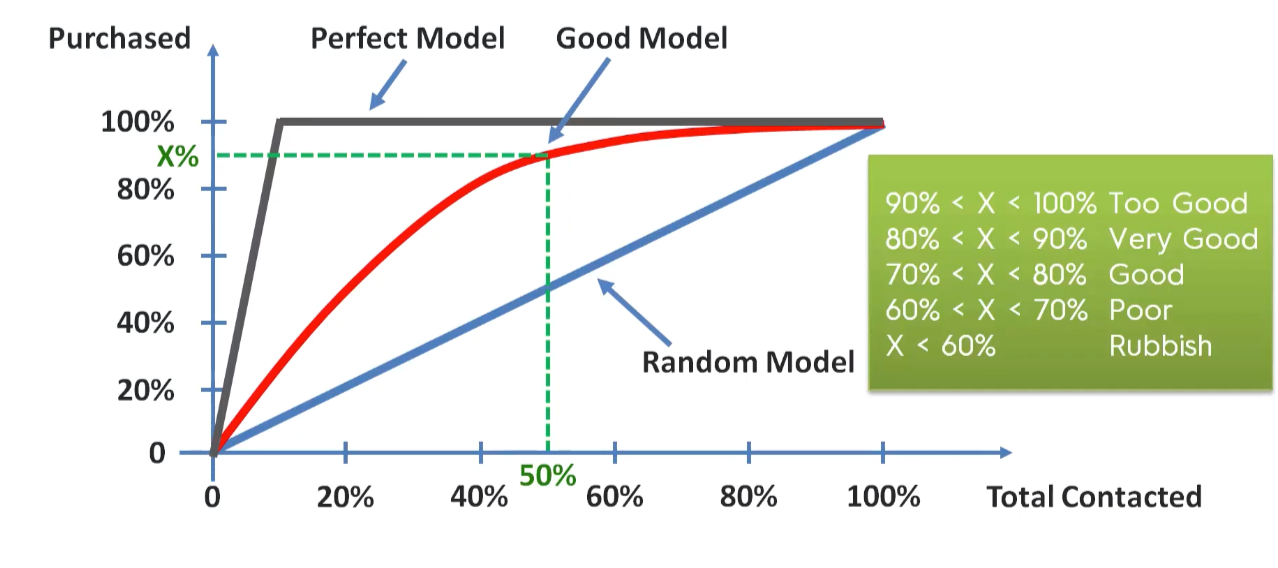 Purchased
Perfect Model
Good Model
100%
X%
80%
60%
40%
20%
0
90% < X < 100% Too Good
80% < X < 90% Very Good
70% < X < 80% Good
60% < X < 70% Poor
X < 60% Rubbish
Random Model
50%
0 20% 40% 60% 80% 100% Total Contacted